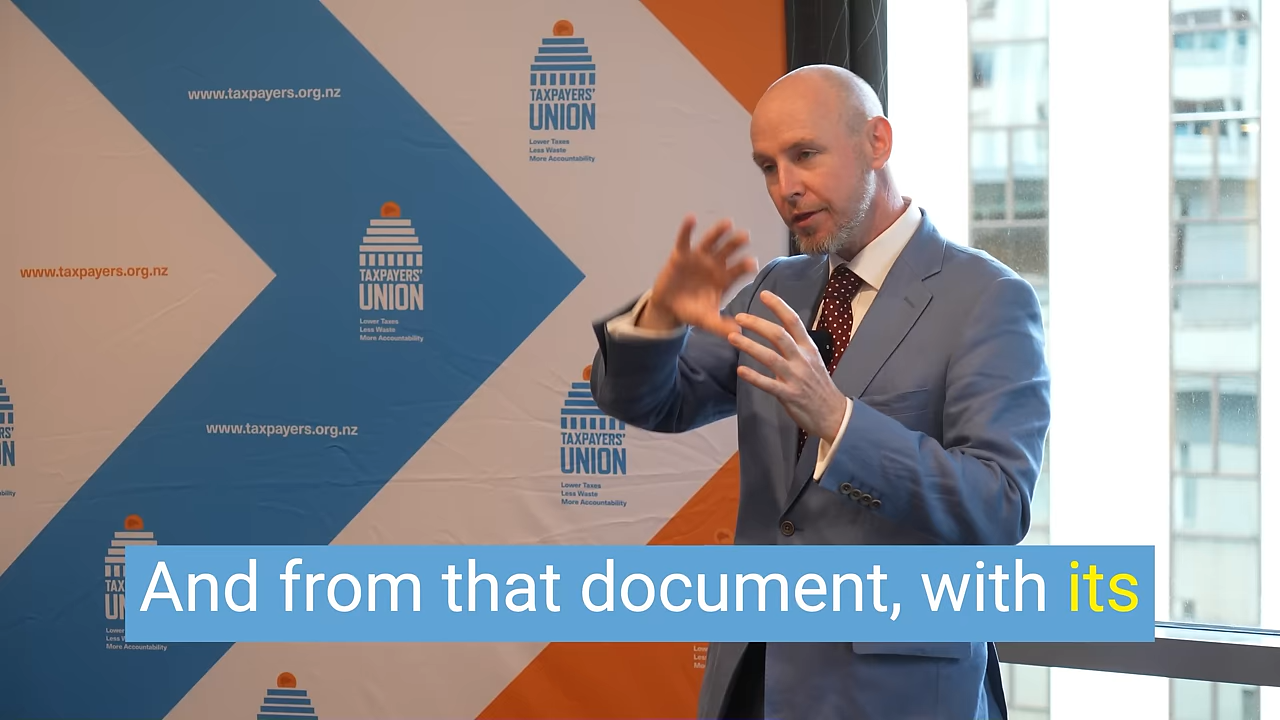 www.taxpayers.org.nz
TAXPAYERS'
UNION
Lower Taxes
Less Waste
More Accountability
TAXPAYERS'
UNION
Lower Taxes
Less Waste
More Accountability
www.taxpayers.org.nz
www.taxpayers.org.nz
TAXPAYERS'
UNION
Lower Taxes
Less Waste
More Accountability
And from that document, with its
More Accountability